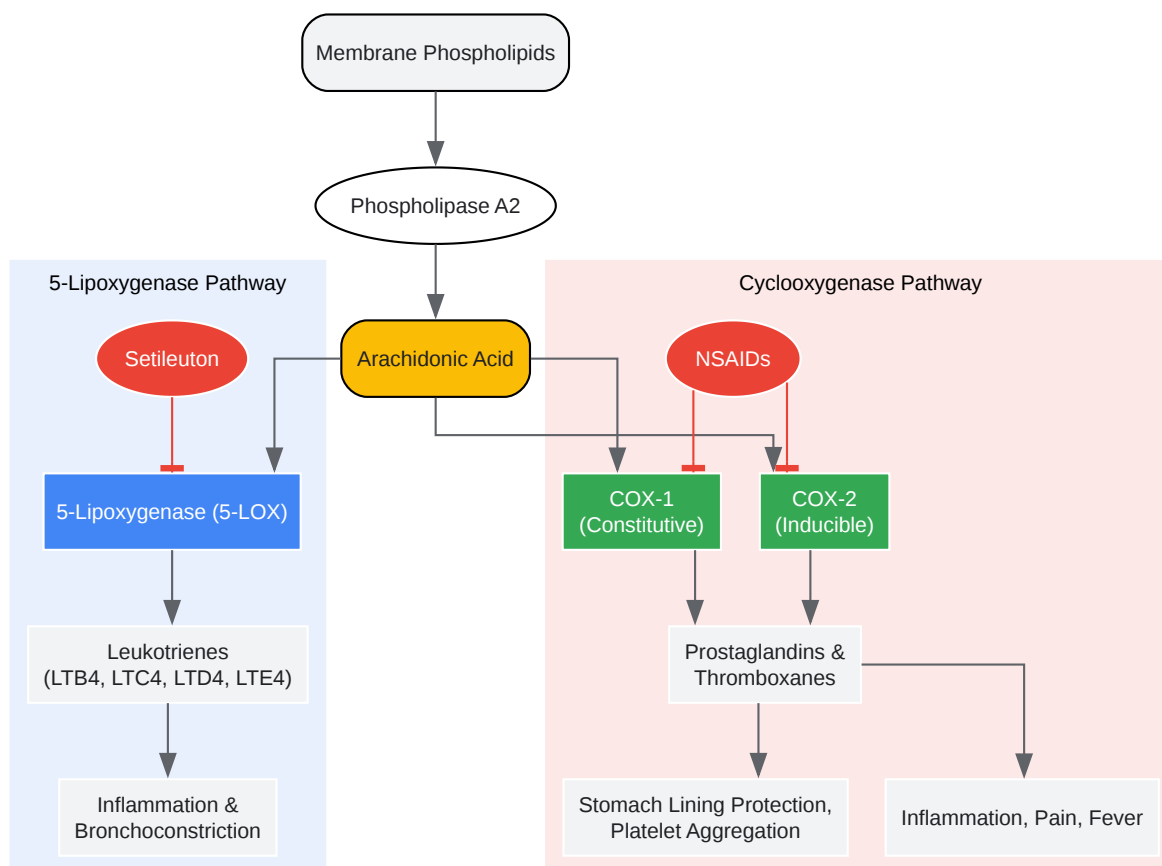 Membrane Phospholipids
Phospholipase A2
5-Lipoxygenase Pathway
Cyclooxygenase Pathway
Setileuton
Arachidonic Acid
NSAIDs
5-Lipoxygenase (5-LOX)
COX-1
(Constitutive)
COX-2
(Inducible)
Leukotrienes
(LTB4, LTC4, LTD4, LTE4)
Prostaglandins &
Thromboxanes
Inflammation &
Bronchoconstriction
Stomach Lining Protection,
Platelet Aggregation
Inflammation, Pain, Fever